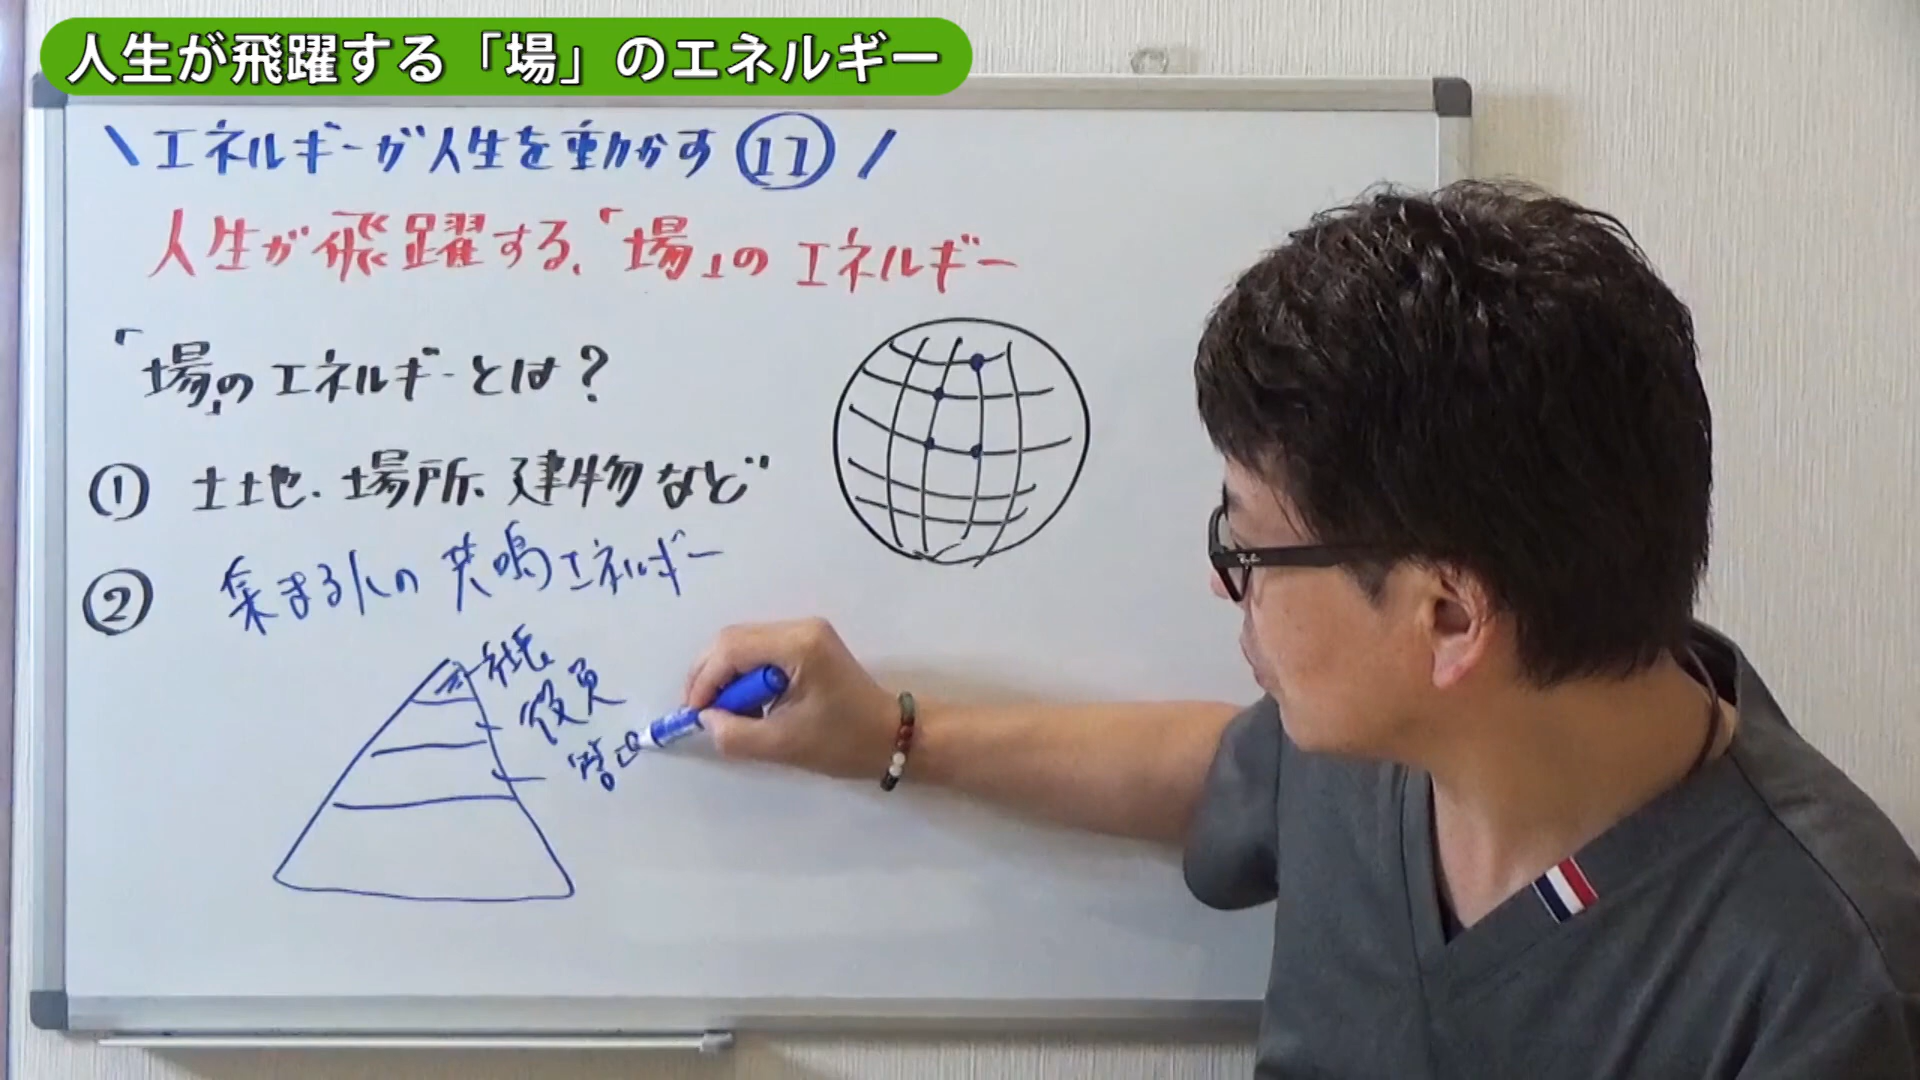 人生が飛躍する「場」のエネルギー
\エネルギーが人生を動かす⑪/
人生が飛躍する、「場」のエネルギー
「場」のエネルギーとは?
① 土地、場所、建物など
② 集まる人の共鳴エネルギー
社長
役員